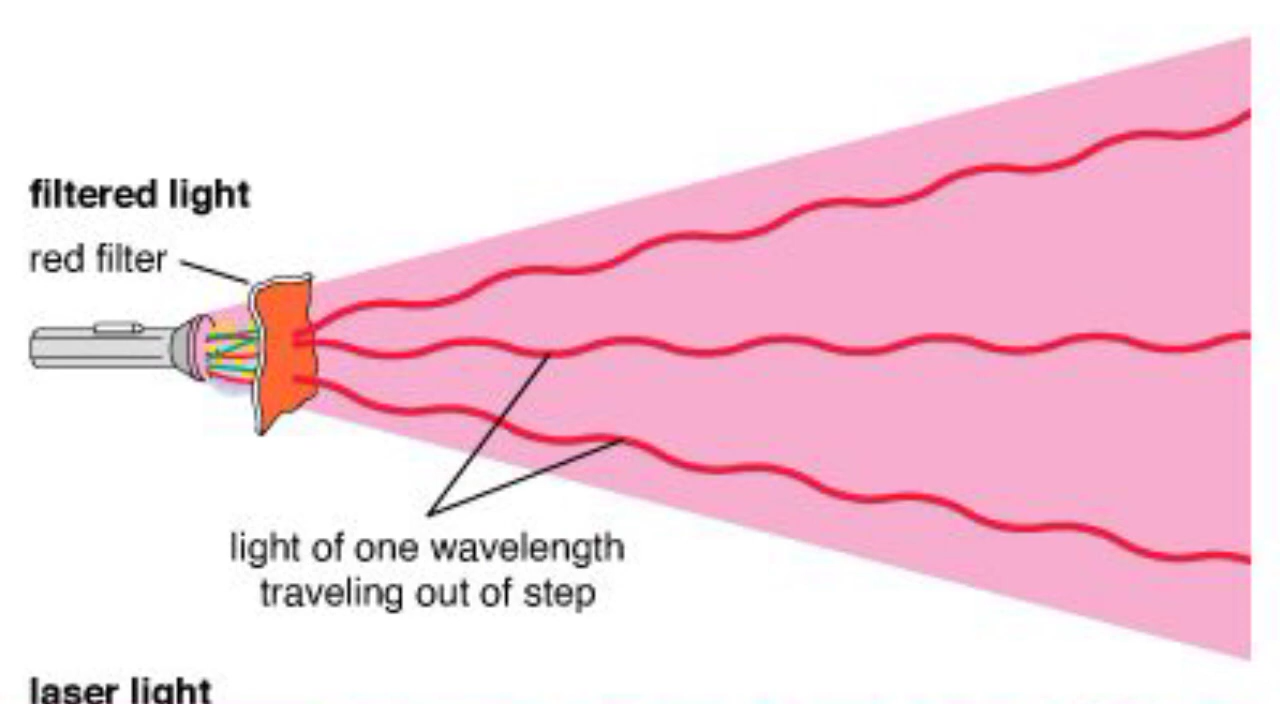 filtered light
red filter
light of one wavelength
traveling out of step
laser light